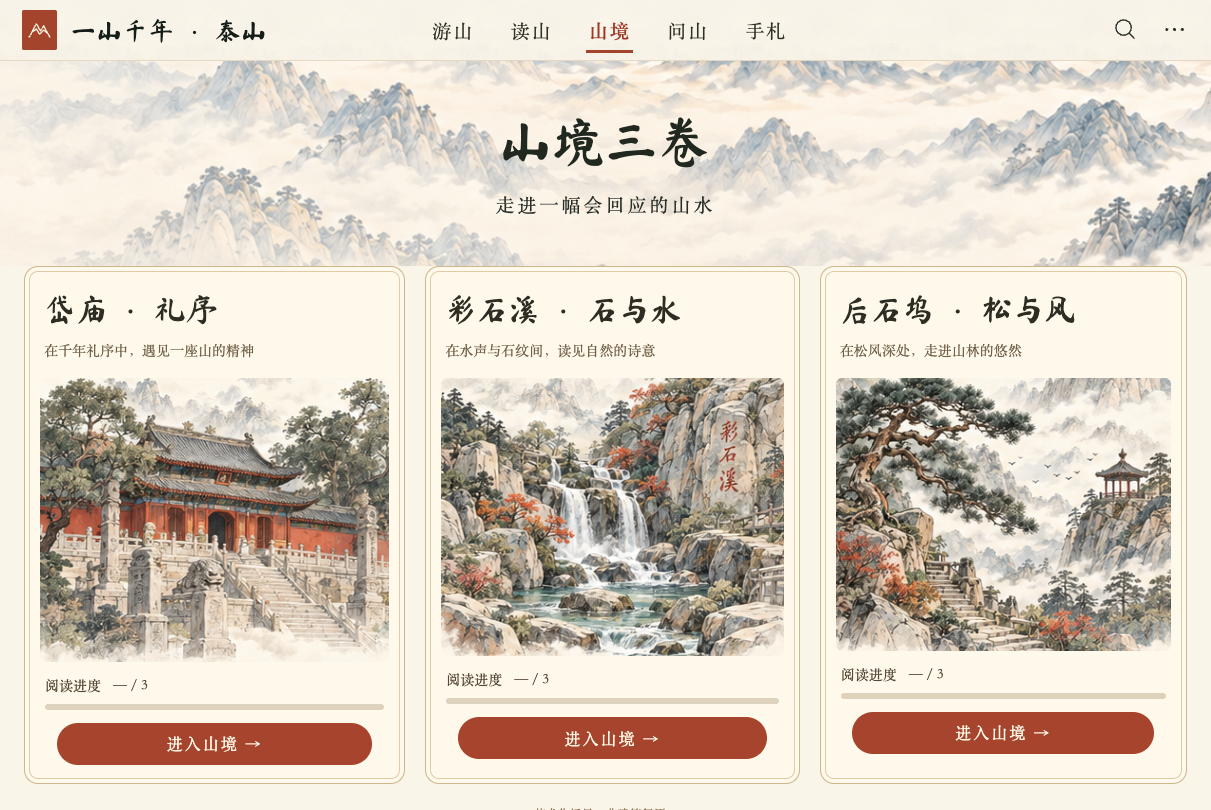 一山千年 · 泰山
游山 读山 山境 问山 手札
山境三卷
走进一幅会回应的山水
岱庙 · 礼序
在千年礼序中，遇见一座山的精神
阅读进度 — / 3
进入山境 →
彩石溪 · 石与水
在水声与石纹间，读见自然的诗意
彩石溪
阅读进度 — / 3
进入山境 →
后石坞 · 松与风
在松风深处，走进山林的悠然
阅读进度 — / 3
进入山境 →